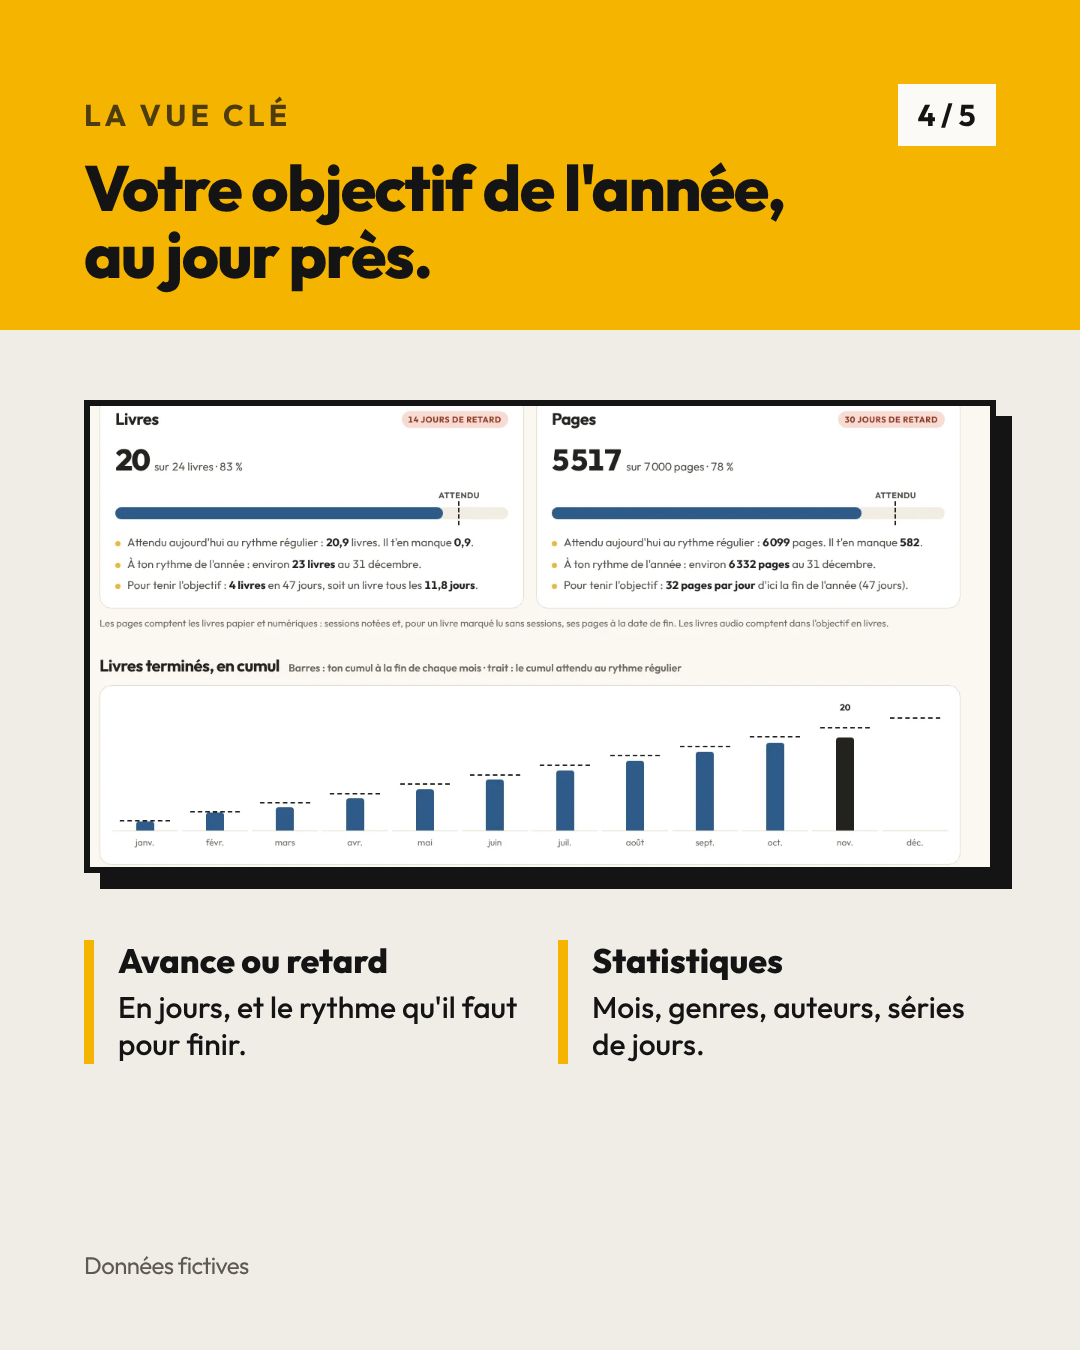 LA VUE CLÉ
4 / 5
Votre objectif de l'année,
au jour près.
Livres
14 JOURS DE RETARD
20 sur 24 livres · 83 %
ATTENDU
Attendu aujourd'hui au rythme régulier : 20,9 livres. Il t'en manque 0,9.
À ton rythme de l'année : environ 23 livres au 31 décembre.
Pour tenir l'objectif : 4 livres en 47 jours, soit un livre tous les 11,8 jours.
Pages
30 JOURS DE RETARD
5 517 sur 7 000 pages · 78 %
ATTENDU
Attendu aujourd'hui au rythme régulier : 6 099 pages. Il t'en manque 582.
À ton rythme de l'année : environ 6 332 pages au 31 décembre.
Pour tenir l'objectif : 32 pages par jour d'ici la fin de l'année (47 jours).
Les pages comptent les livres papier et numériques : sessions notées et, pour un livre marqué lu sans sessions, ses pages à la date de fin. Les livres audio comptent dans l'objectif en livres.
Livres terminés, en cumul Barres : ton cumul à la fin de chaque mois · trait : le cumul attendu au rythme régulier
20
janv. févr. mars avr. mai juin juil. août sept. oct. nov. déc.
Avance ou retard
En jours, et le rythme qu'il faut
pour finir.
Statistiques
Mois, genres, auteurs, séries
de jours.
Données fictives